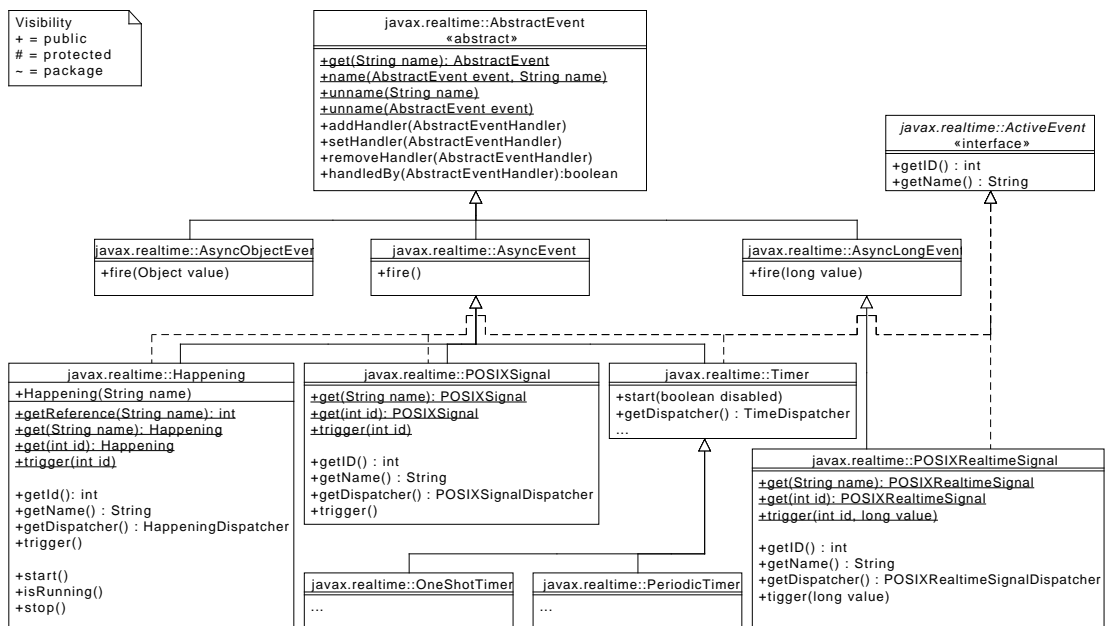 Visibility
+ = public
# = protected
~ = package
javax.realtime::AbstractEvent
«abstract»
+get(String name): AbstractEvent
+name(AbstractEvent event, String name)
+unname(String name)
+unname(AbstractEvent event)
+addHandler(AbstractEventHandler)
+setHandler(AbstractEventHandler)
+removeHandler(AbstractEventHandler)
+handledBy(AbstractEventHandler):boolean
javax.realtime::ActiveEvent
«interface»
+getID() : int
+getName() : String
javax.realtime::AsyncObjectEven
+fire(Object value)
javax.realtime::AsyncEvent
+fire()
javax.realtime::AsyncLongEvent
+fire(long value)
javax.realtime::Happening
+Happening(String name)
+getReference(String name): int
+get(String name): Happening
+get(int id): Happening
+trigger(int id)
+getId(): int
+getName() : String
+getDispatcher() : HappeningDispatcher
+trigger()
+start()
+isRunning()
+stop()
javax.realtime::POSIXSignal
+get(String name): POSIXSignal
+get(int id): POSIXSignal
+trigger(int id)
+getID() : int
+getName() : String
+getDispatcher() : POSIXSignalDispatcher
+trigger()
javax.realtime::Timer
+start(boolean disabled)
+getDispatcher() : TimeDispatcher
...
javax.realtime::POSIXRealtimeSignal
+get(String name): POSIXRealtimeSignal
+get(int id): POSIXRealtimeSignal
+trigger(int id, long value)
+getID() : int
+getName() : String
+getDispatcher() : POSIXRealtimeSignalDispatcher
+tigger(long value)
javax.realtime::OneShotTimer
...
javax.realtime::PeriodicTimer
...